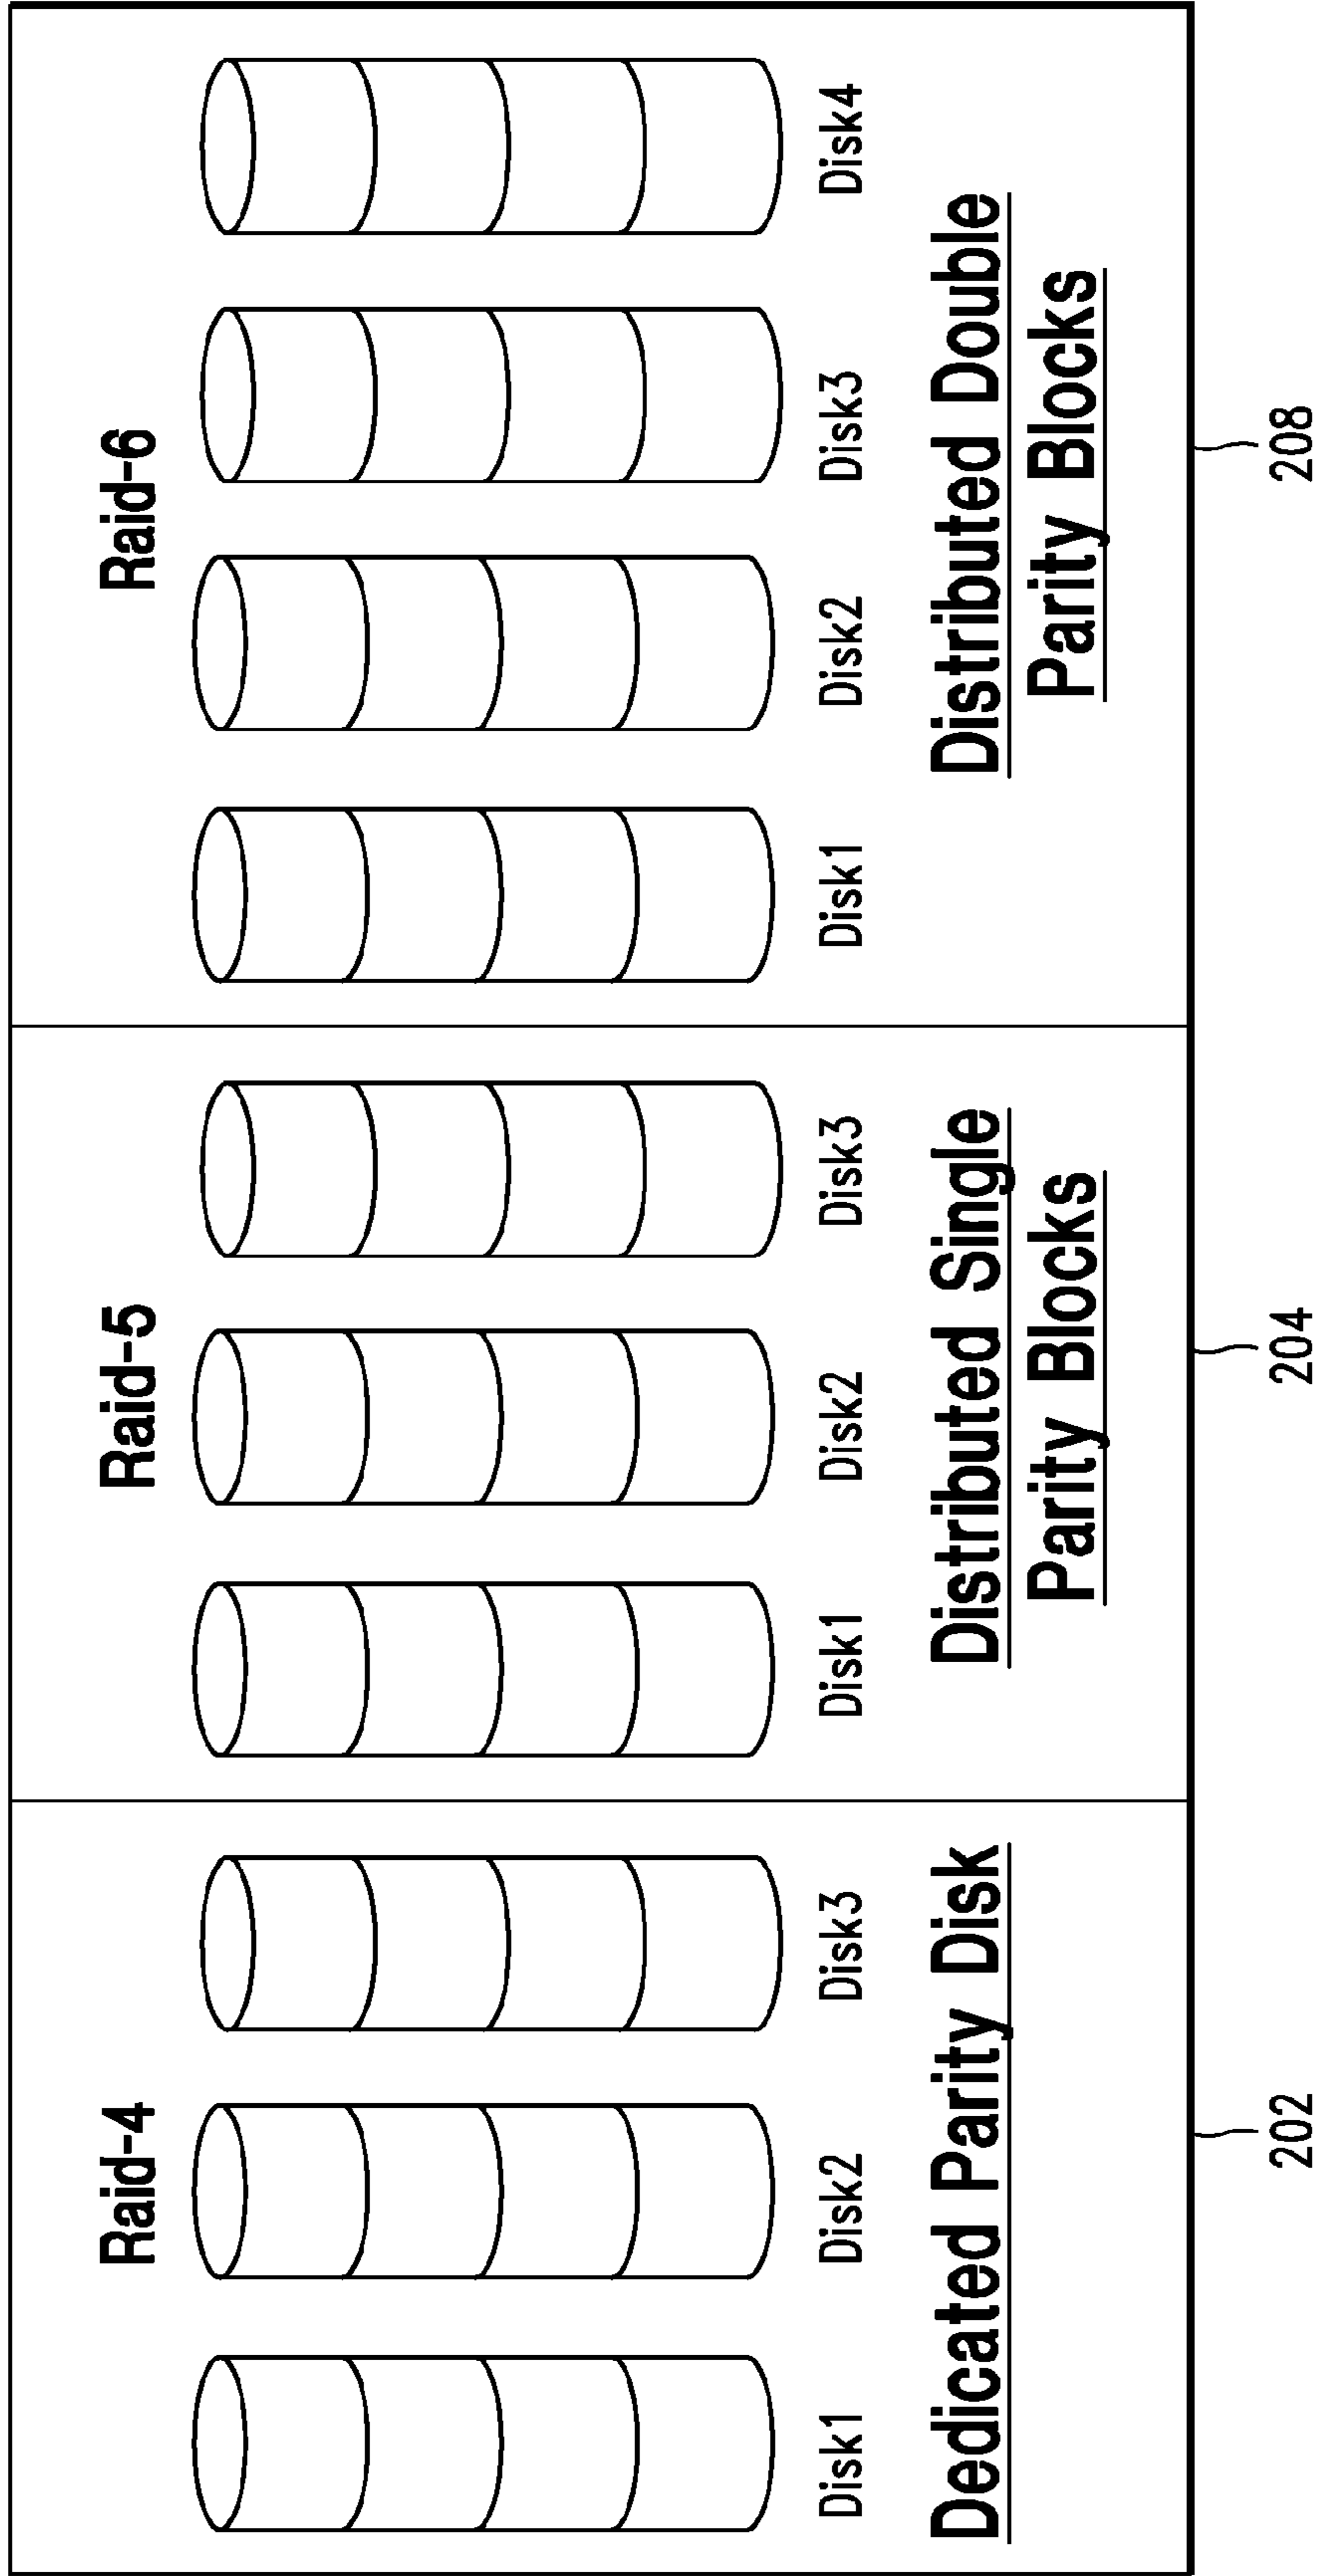 Raid-4
Disk1 Disk2 Disk3
Dedicated Parity Disk
202
Raid-5
Disk1 Disk2 Disk3
Distributed Single
Parity Blocks
204
Raid-6
Disk1 Disk2 Disk3 Disk4
Distributed Double
Parity Blocks
208